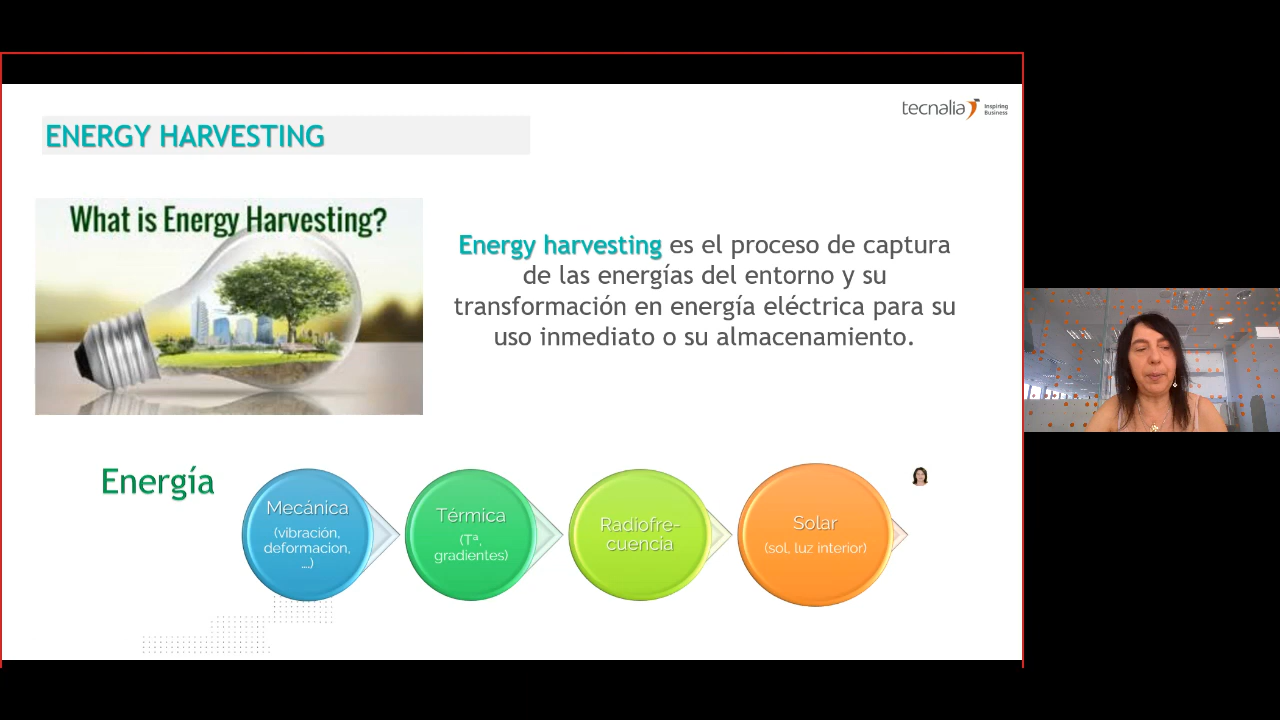 tecnalia Inspiring
Business
ENERGY HARVESTING
What is Energy Harvesting?
Energy harvesting es el proceso de captura
de las energías del entorno y su
transformación en energía eléctrica para su
uso inmediato o su almacenamiento.
Energía
Mecánica
(vibración,
deformacion,
….)
Térmica
(Tª,
gradientes)
Radiofre-
cuencia
Solar
(sol, luz interior)